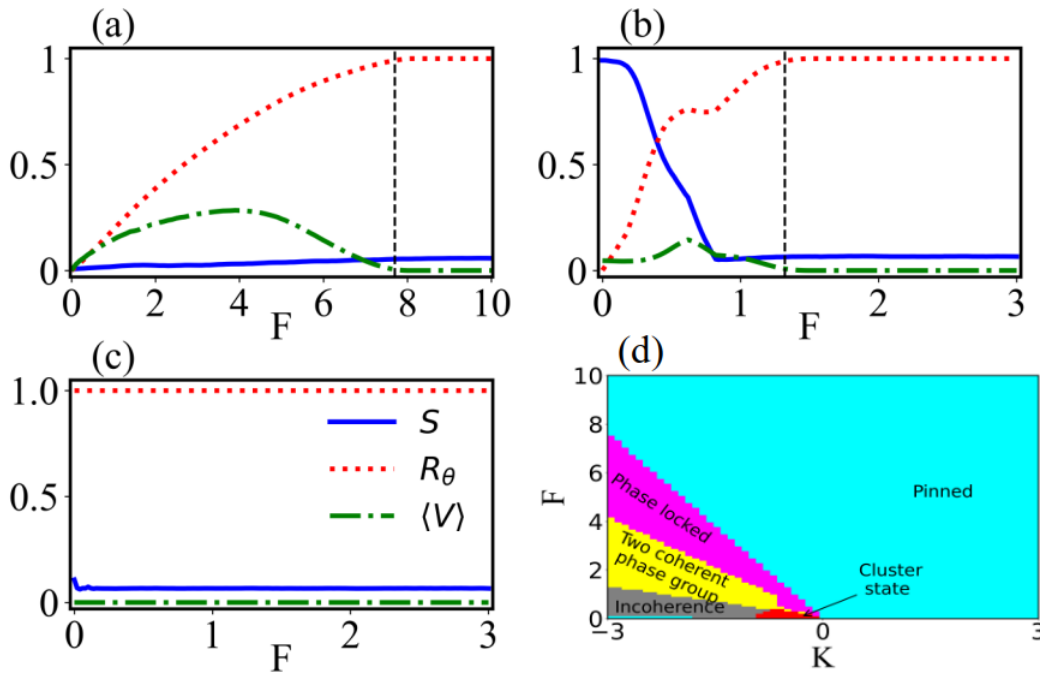 (a)
1
0.5
0
0 2 4 6 8 10
F
(b)
1
0.5
0
0 1 2 3
F
(c)
1.0
0.5
0
0 1 2 3
F
S
R_θ
⟨V⟩
(d)
10
8
6
4
2
0
F
Phase locked
Two coherent
phase group
Incoherence
Pinned
Cluster
state
−3 0 3
K